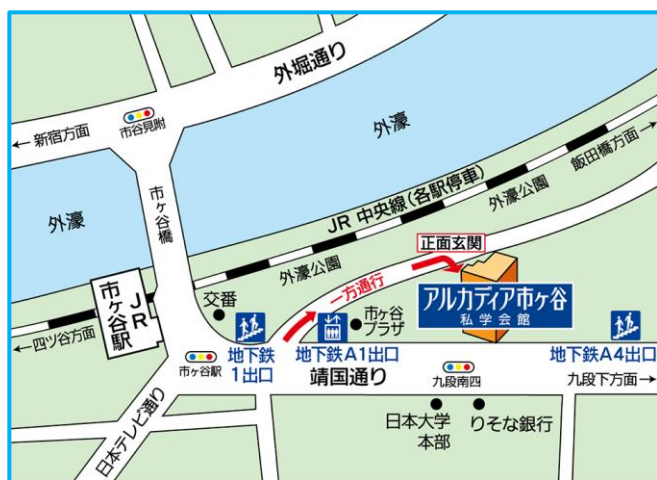 外堀通り
市谷見附
←新宿方面
外濠
飯田橋方面→
外濠
市ヶ谷橋
JR 中央線(各駅停車)
外濠公園
外濠公園
正面玄関
JR
市ヶ谷駅
交番
一方通行
アルカディア市ヶ谷
私学会館
市ヶ谷
プラザ
←四ツ谷方面
地下鉄
1出口
地下鉄A1出口
地下鉄A4出口
市ヶ谷駅
靖国通り
九段南四
九段下方面→
日本テレビ通り
日本大学
本部
りそな銀行